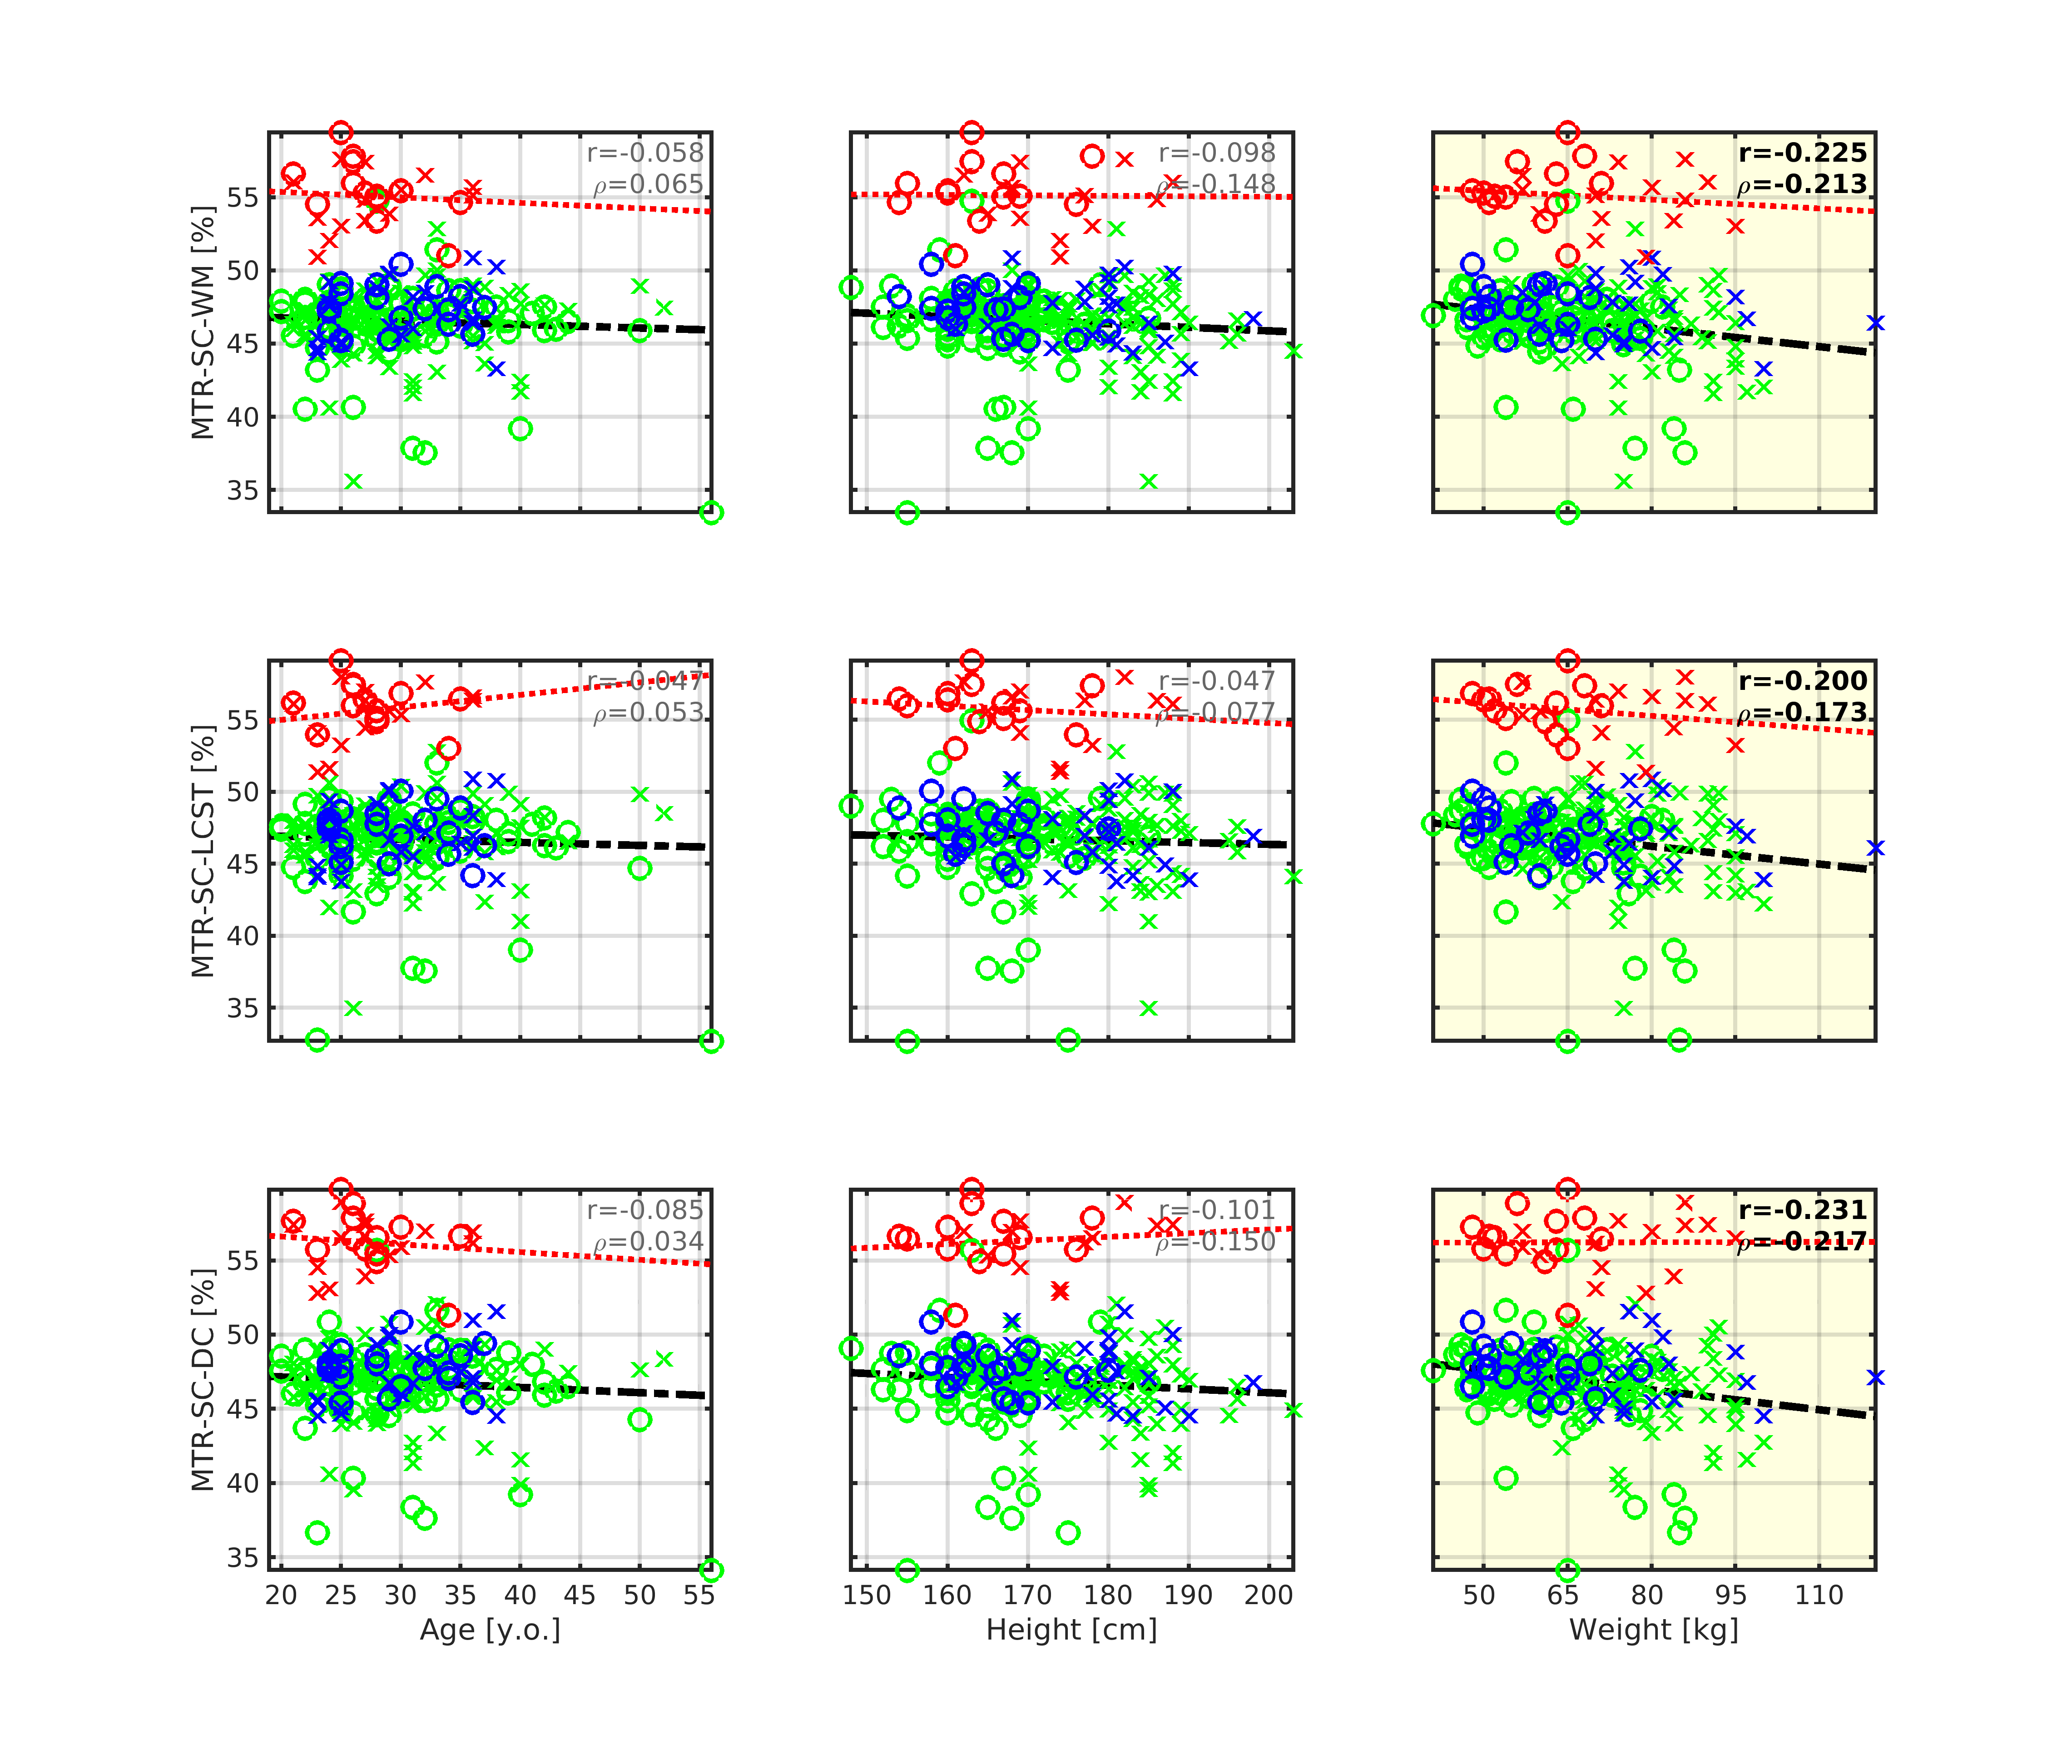 r=-0.058
ρ=0.065
r=-0.098
ρ=-0.148
r=-0.225
ρ=-0.213
MTR-SC-WM [%]
55
50
45
40
35
r=-0.047
ρ=0.053
r=-0.047
ρ=-0.077
r=-0.200
ρ=-0.173
MTR-SC-LCST [%]
55
50
45
40
35
r=-0.085
ρ=0.034
r=-0.101
ρ=-0.150
r=-0.231
ρ=-0.217
MTR-SC-DC [%]
55
50
45
40
35
20 25 30 35 40 45 50 55
150 160 170 180 190 200
50 65 80 95 110
Age [y.o.]
Height [cm]
Weight [kg]